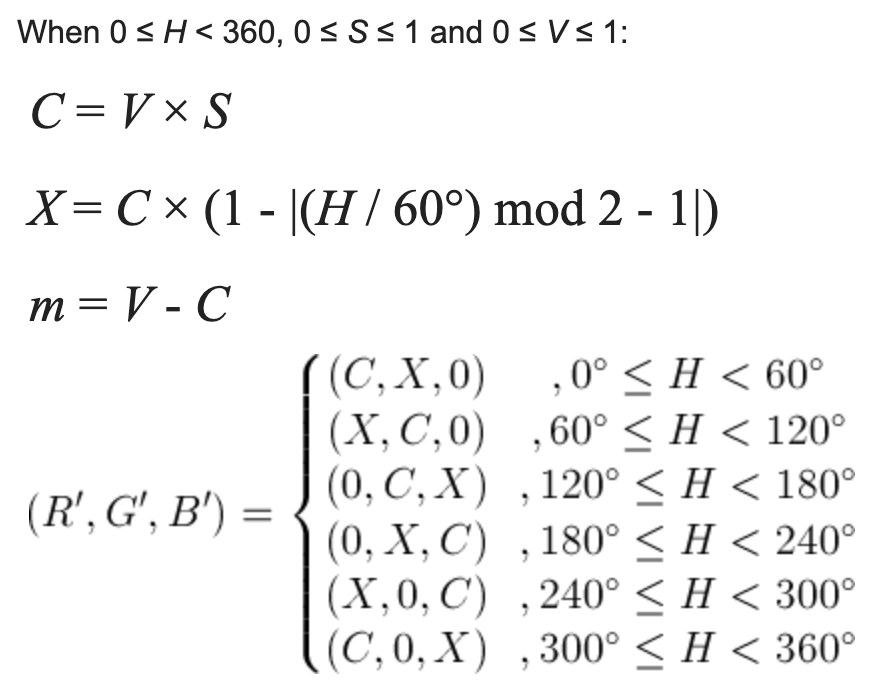 When 0 ≤ H < 360, 0 ≤ S ≤ 1 and 0 ≤ V ≤ 1:
C = V × S
X = C × (1 - |(H / 60°) mod 2 - 1|)
m = V - C
(R′, G′, B′) =
(C, X, 0) , 0° ≤ H < 60°
(X, C, 0) , 60° ≤ H < 120°
(0, C, X) , 120° ≤ H < 180°
(0, X, C) , 180° ≤ H < 240°
(X, 0, C) , 240° ≤ H < 300°
(C, 0, X) , 300° ≤ H < 360°